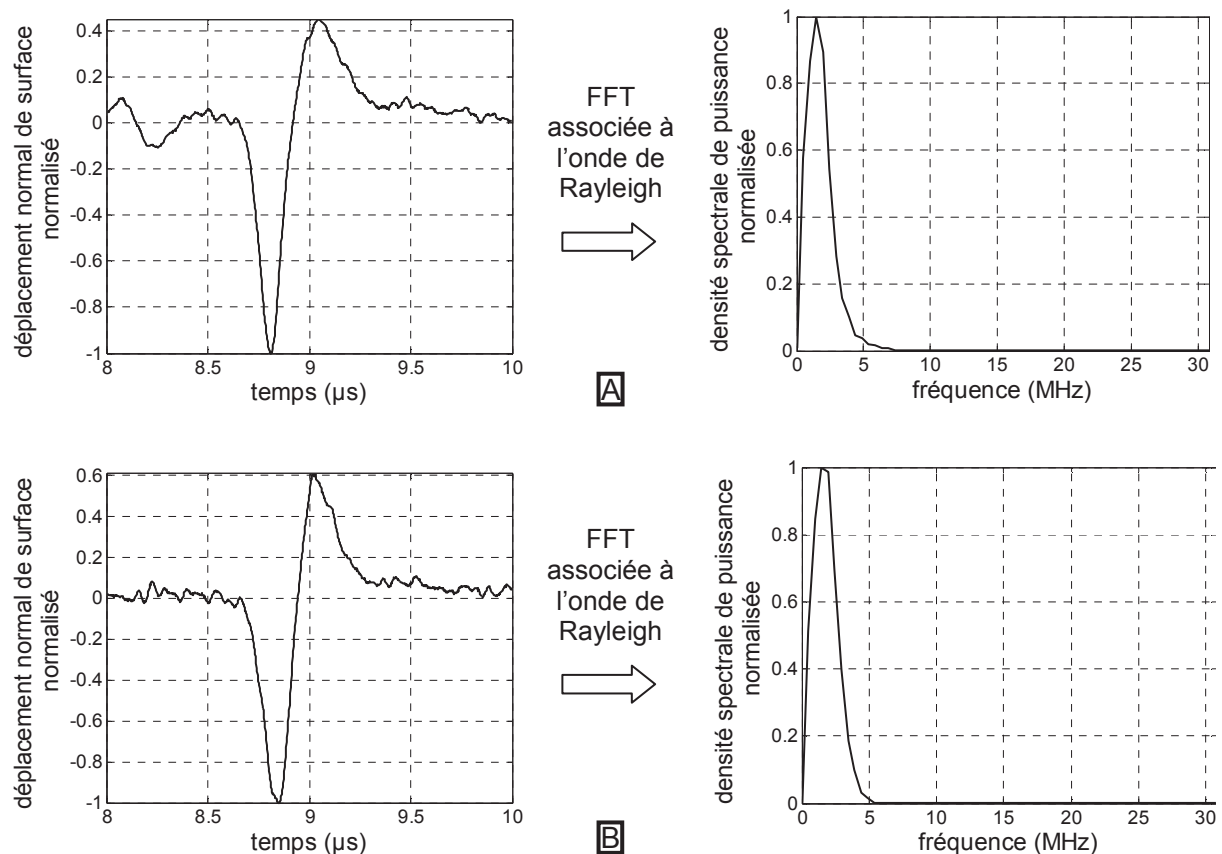 déplacement normal de surface
normalisé
0.4
0.2
0
-0.2
-0.4
-0.6
-0.8
-1
8
8.5
9
9.5
10
temps (µs)
FFT
associée à
l'onde de
Rayleigh
densité spectrale de puissance
normalisée
1
0.8
0.6
0.4
0.2
0
0
5
10
15
20
25
30
fréquence (MHz)
A
déplacement normal de surface
normalisé
0.6
0.4
0.2
0
-0.2
-0.4
-0.6
-0.8
-1
8
8.5
9
9.5
10
temps (µs)
FFT
associée à
l'onde de
Rayleigh
densité spectrale de puissance
normalisée
1
0.8
0.6
0.4
0.2
0
0
5
10
15
20
25
30
fréquence (MHz)
B